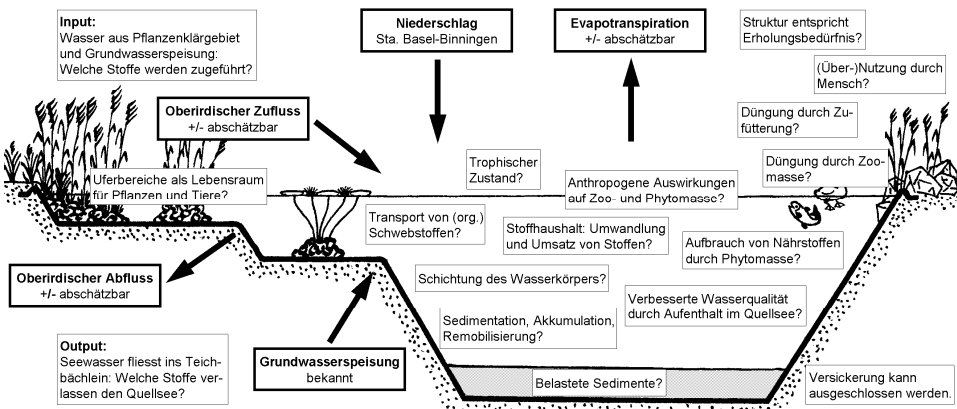 Input:
Wasser aus Pflanzenklärgebiet
und Grundwasserspeisung:
Welche Stoffe werden zugeführt?
Niederschlag
Sta. Basel-Binningen
Evapotranspiration
+/- abschätzbar
Struktur entspricht
Erholungsbedürfnis?
(Über-)Nutzung durch
Mensch?
Oberirdischer Zufluss
+/- abschätzbar
Düngung durch Zu-
fütterung?
Trophischer
Zustand?
Düngung durch Zoo-
masse?
Uferbereiche als Lebensraum
für Pflanzen und Tiere?
Anthropogene Auswirkungen
auf Zoo- und Phytomasse?
Transport von (org.)
Schwebstoffen?
Stoffhaushalt: Umwandlung
und Umsatz von Stoffen?
Aufbrauch von Nährstoffen
durch Phytomasse?
Oberirdischer Abfluss
+/- abschätzbar
Schichtung des Wasserkörpers?
Verbesserte Wasserqualität
durch Aufenthalt im Quellsee?
Sedimentation, Akkumulation,
Remobilisierung?
Output:
Seewasser fliesst ins Teich-
bächlein: Welche Stoffe ver-
lassen den Quellsee?
Grundwasserspeisung
bekannt
Belastete Sedimente?
Versickerung kann
ausgeschlossen werden.